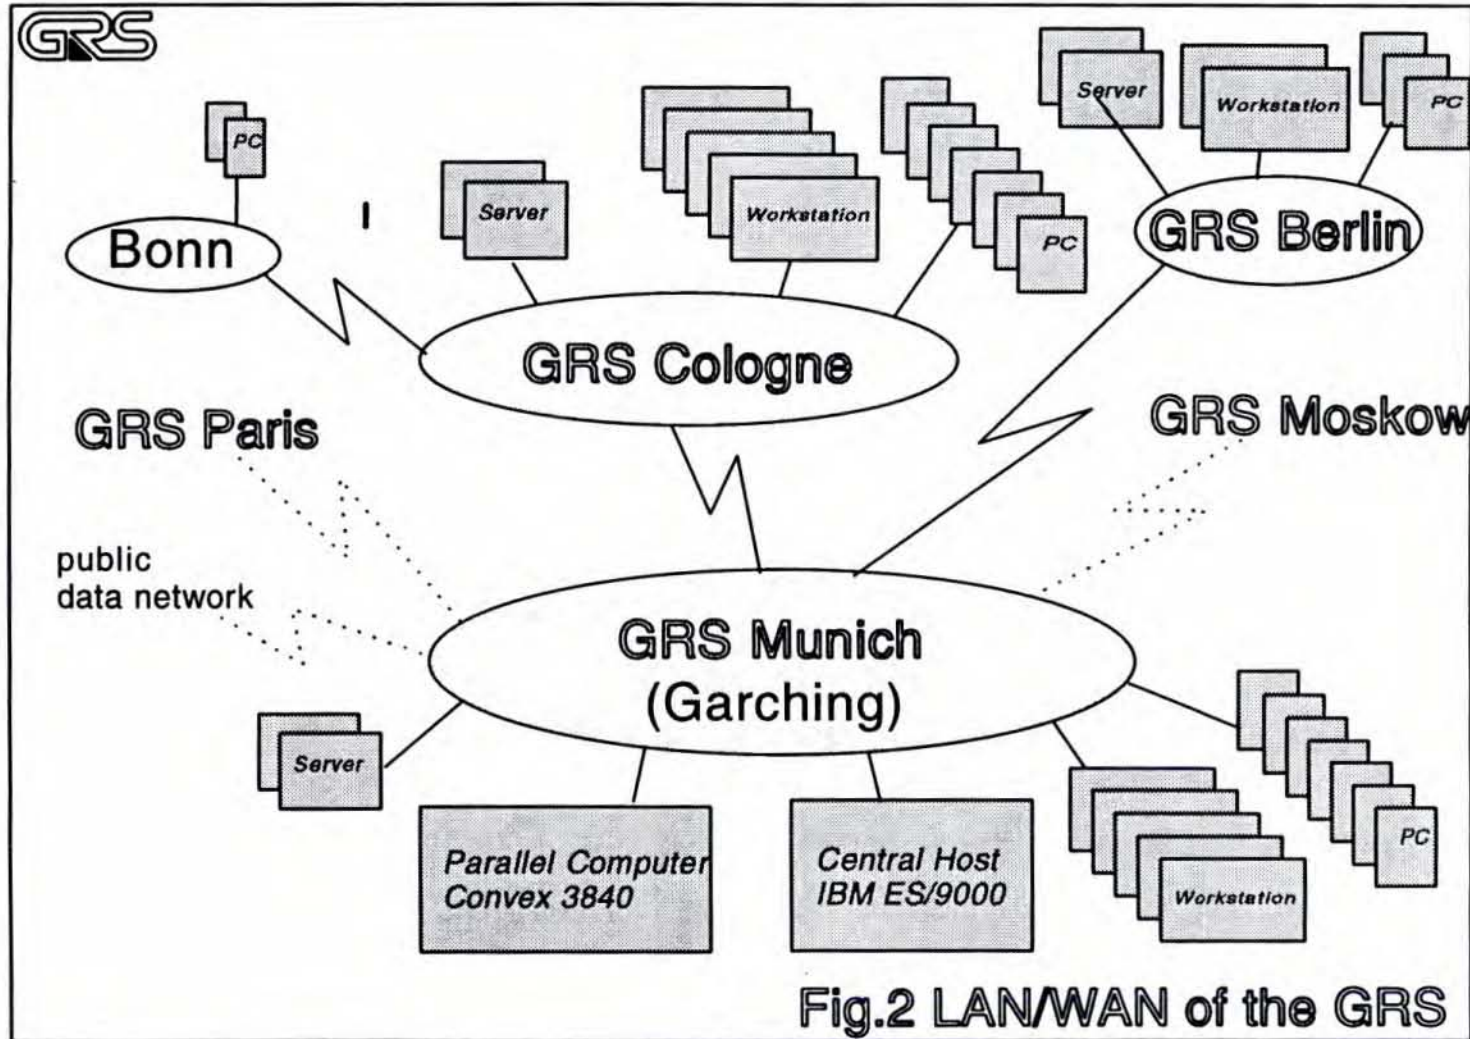 GRS
PC
Bonn
Server
Workstation
PC
GRS Cologne
Server
Workstation
PC
GRS Berlin
GRS Paris
GRS Moskow
public
data network
GRS Munich
(Garching)
Server
Parallel Computer
Convex 3840
Central Host
IBM ES/9000
Workstation
PC
Fig.2 LAN/WAN of the GRS